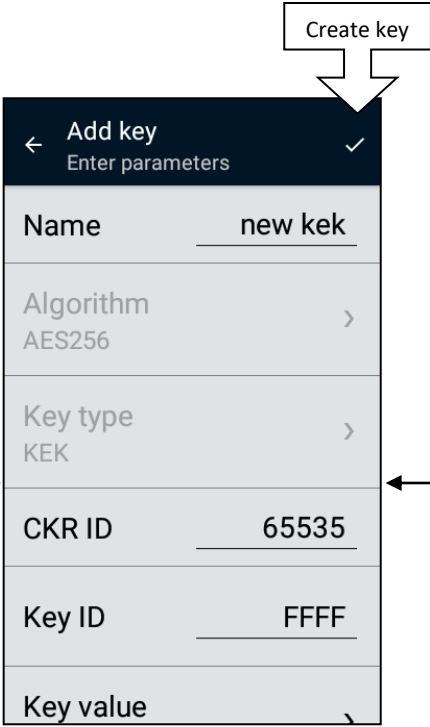 Create key
Add key
Enter parameters
Name new kek
Algorithm
AES256
Key type
KEK
CKR ID 65535
Key ID FFFF
Key value